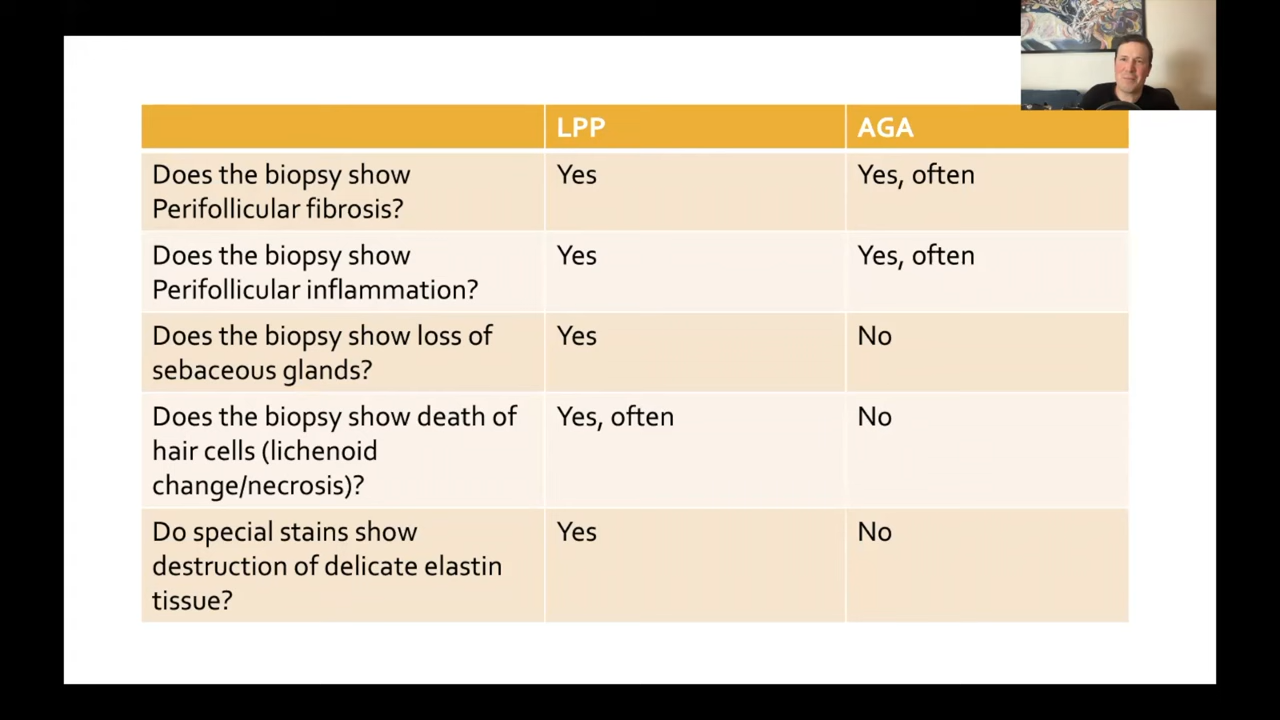 LPP AGA
Does the biopsy show Yes Yes, often
Perifollicular fibrosis?
Does the biopsy show Yes Yes, often
Perifollicular inflammation?
Does the biopsy show loss of Yes No
sebaceous glands?
Does the biopsy show death of Yes, often No
hair cells (lichenoid
change/necrosis)?
Do special stains show Yes No
destruction of delicate elastin
tissue?